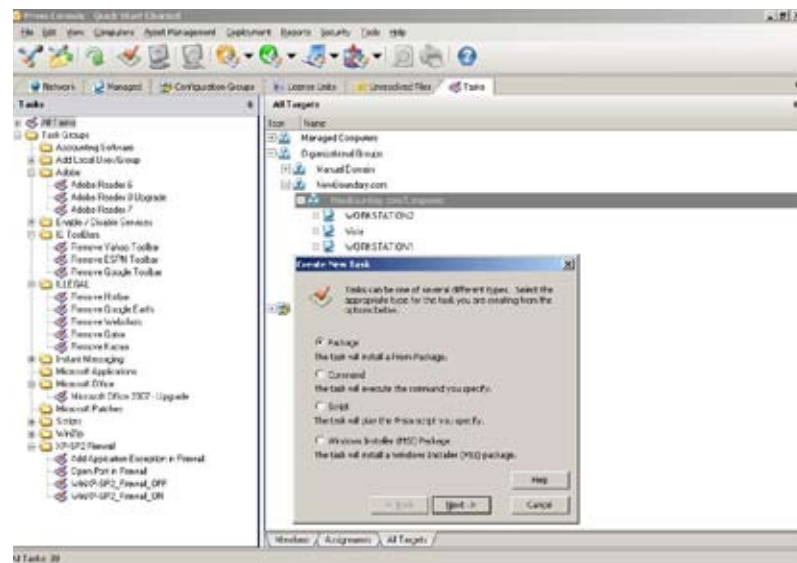 Prism Console - Quick Start Channel
File Edit View Computers Asset Management Deployment Reports Security Tools Help
Network Managed Configuration Groups License Links Unresolved Files Tasks
Tasks
All Tasks
Task Groups
Accounting Software
Add Local User/Group
Adobe
Adobe Reader 6
Adobe Reader 8 Upgrade
Adobe Reader 7
Enable / Disable Services
IE Toolbars
Remove Yahoo Toolbar
Remove ESPN Toolbar
Remove Google Toolbar
ILLEGAL
Remove Hotbar
Remove Google Earth
Remove Webshots
Remove Gator
Remove Kazaa
Instant Messaging
Microsoft Applications
Microsoft Office
Microsoft Office 2007 - Upgrade
Microsoft Patches
Scripts
WinZip
XP-SP2 Firewall
Add Application Exception in Firewall
Open Port in Firewall
WinXP-SP2_Firewall_OFF
WinXP-SP2_Firewall_ON
All Targets
Icon Name
Managed Computers
Organizational Groups
Manual Domain
NewBoundary.com
NewBoundary.com/Computers
WORKSTATION2
Vista
WORKSTATION1
Create New Task
Tasks can be one of several different types. Select the
appropriate type for the task you are creating from the
options below.
Package
The task will install a Prism Package.
Command
The task will execute the command you specify.
Script
The task will play the Prism script you specify.
Windows Installer (MSI) Package
The task will install a Windows Installer (MSI) package.
Help
< Back Next -> Cancel
Members Assignments All Targets
All Tasks: 39